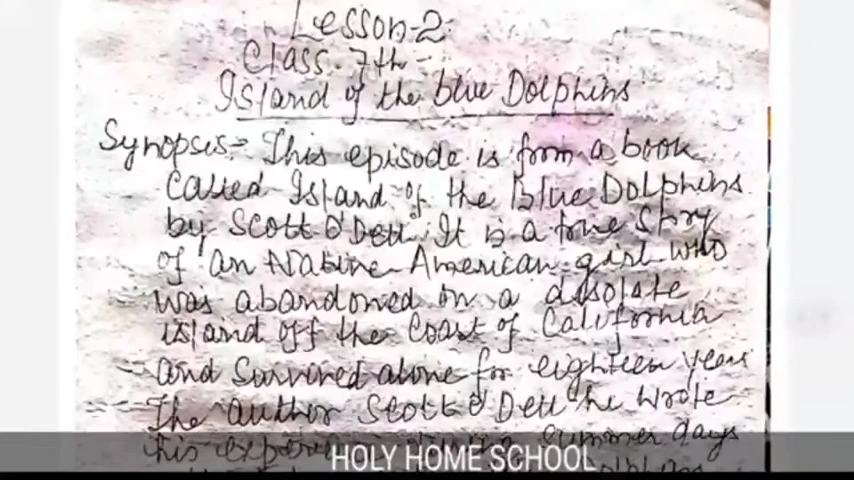 Lesson-2
Class-7th-
Island of the blue Dolphins
Synopsis:- This episode is from a book
Called Island of the blue Dolphins
by Scott O'Dell. It is a true story
of an Native American girl who
was abandoned on a desolate
island off the Coast of California
and Survived alone for eighteen years
The author Scott O'Dell he wrote
his summer days
HOLY HOME SCHOOL